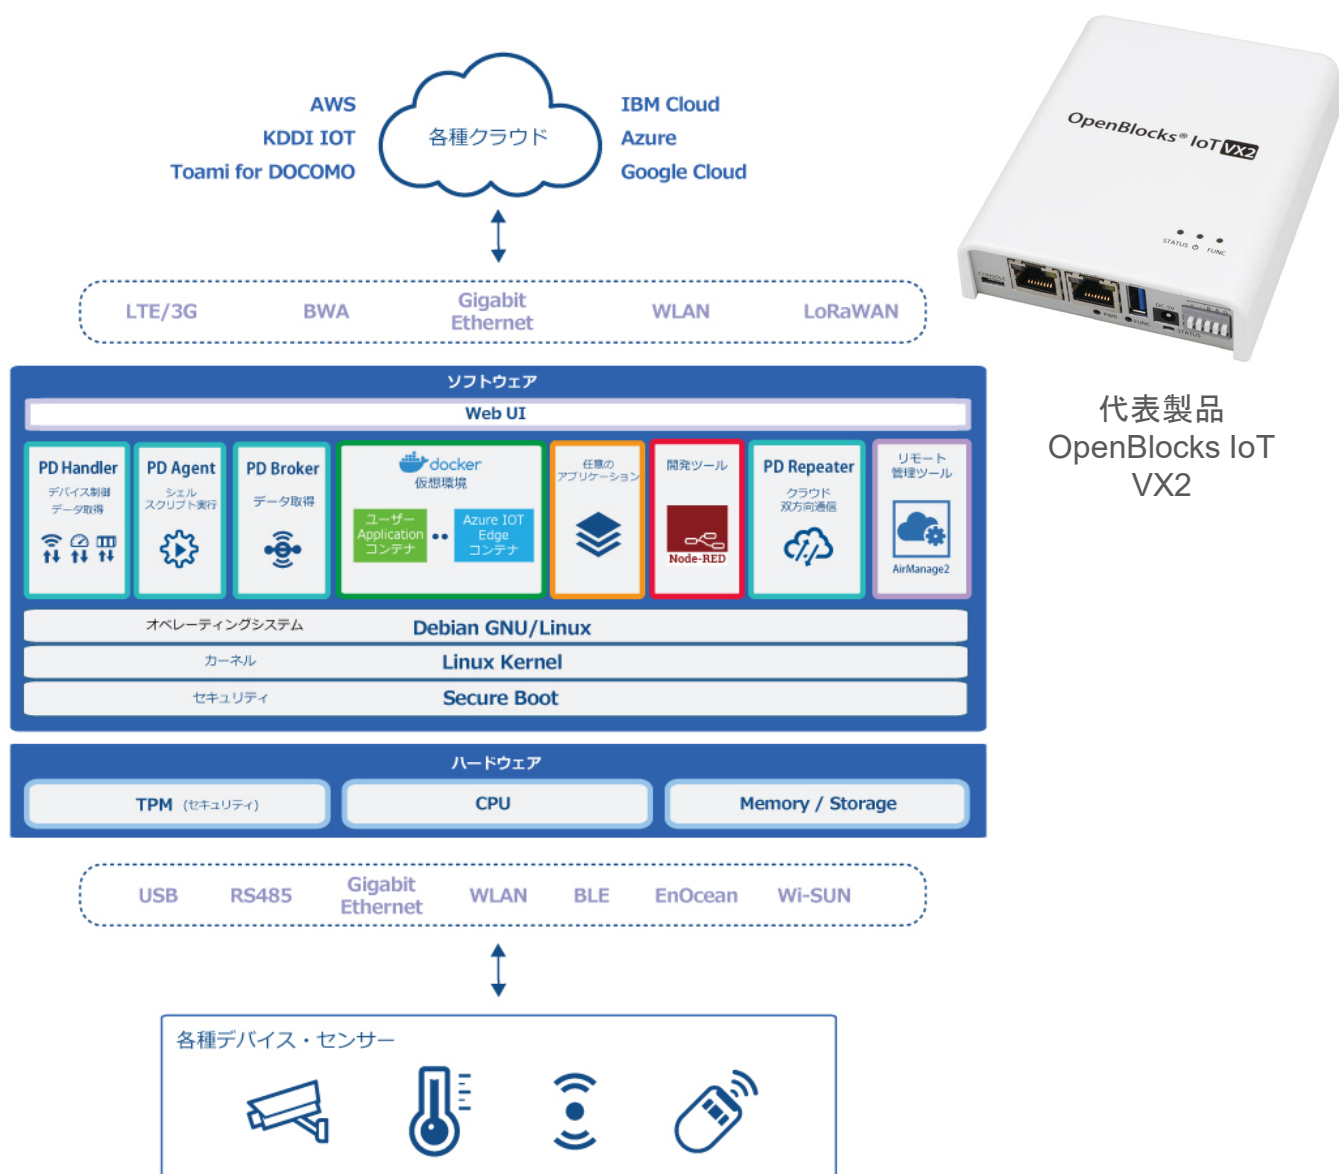 AWS
KDDI IOT
Toami for DOCOMO
各種クラウド
IBM Cloud
Azure
Google Cloud
OpenBlocks® IoT VX2
STATUS
FUNC
CONSOLE
PWR
FUNC
DC-5V
STATUS
代表製品
OpenBlocks IoT
VX2
LTE/3G
BWA
Gigabit
Ethernet
WLAN
LoRaWAN
ソフトウェア
Web UI
PD Handler
デバイス制御
データ取得
PD Agent
シェル
スクリプト実行
PD Broker
データ取得
docker
仮想環境
ユーザー
Application
コンテナ
Azure IOT
Edge
コンテナ
任意の
アプリケーション
開発ツール
Node-RED
PD Repeater
クラウド
双方向通信
リモート
管理ツール
AirManage2
オペレーティングシステム
Debian GNU/Linux
カーネル
Linux Kernel
セキュリティ
Secure Boot
ハードウェア
TPM (セキュリティ)
CPU
Memory / Storage
USB
RS485
Gigabit
Ethernet
WLAN
BLE
EnOcean
Wi-SUN
各種デバイス・センサー